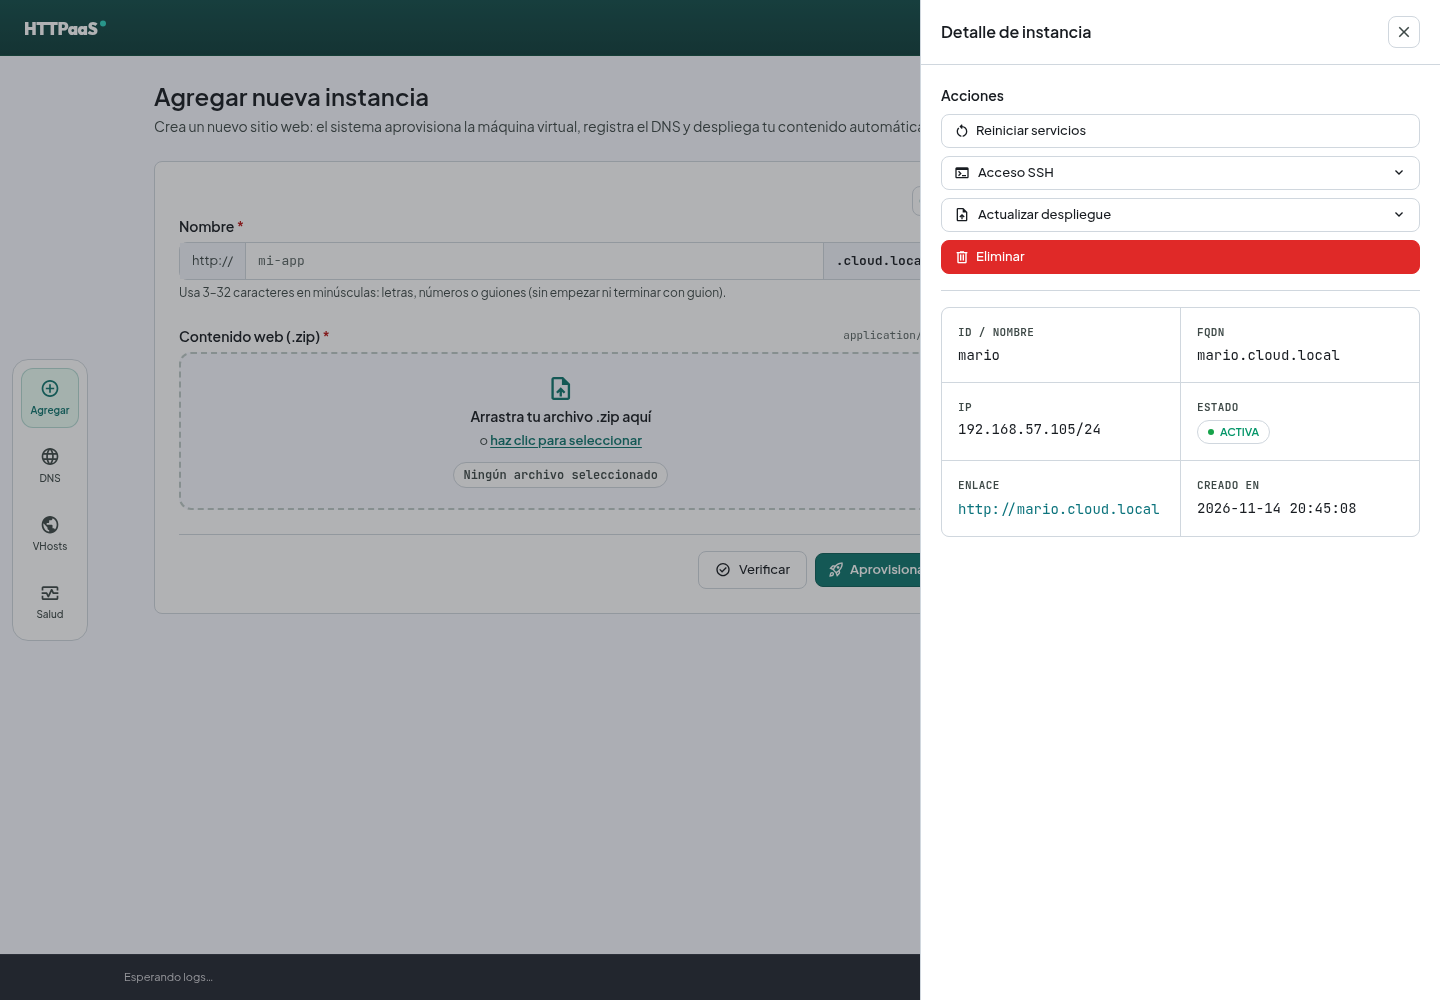 HTTPaaS
Agregar nueva instancia
Crea un nuevo sitio web: el sistema aprovisiona la máquina virtual, registra el DNS y despliega tu contenido
Nombre *
http:// mi-app .cloud.loca
Usa 3–32 caracteres en minúsculas: letras, números o guiones (sin empezar ni terminar con guion).
Contenido web (.zip) * application/
Arrastra tu archivo .zip aquí
o haz clic para seleccionar
Ningún archivo seleccionado
Verificar
Aprovisiona
Agregar
DNS
VHosts
Salud
Esperando logs…
Detalle de instancia
Acciones
Reiniciar servicios
Acceso SSH
Actualizar despliegue
Eliminar
ID / NOMBRE
mario
FQDN
mario.cloud.local
IP
192.168.57.105/24
ESTADO
ACTIVA
ENLACE
http://mario.cloud.local
CREADO EN
2026-11-14 20:45:08